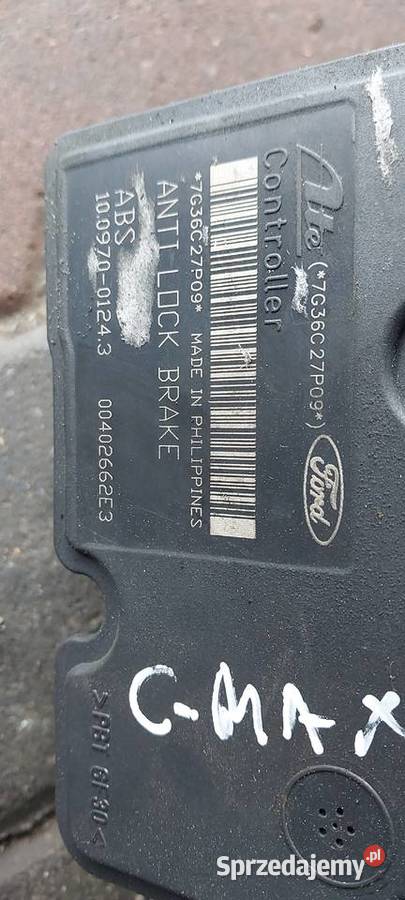 Ate
(*7G36C27P09*)
Controller
Ford
*7G36C27P09* MADE IN PHILIPPINES
ANTI LOCK BRAKE
ABS
10.0970-0124.3 00402662E3
>PBT GF30<
C-MAX
Sprzedajemy.pl